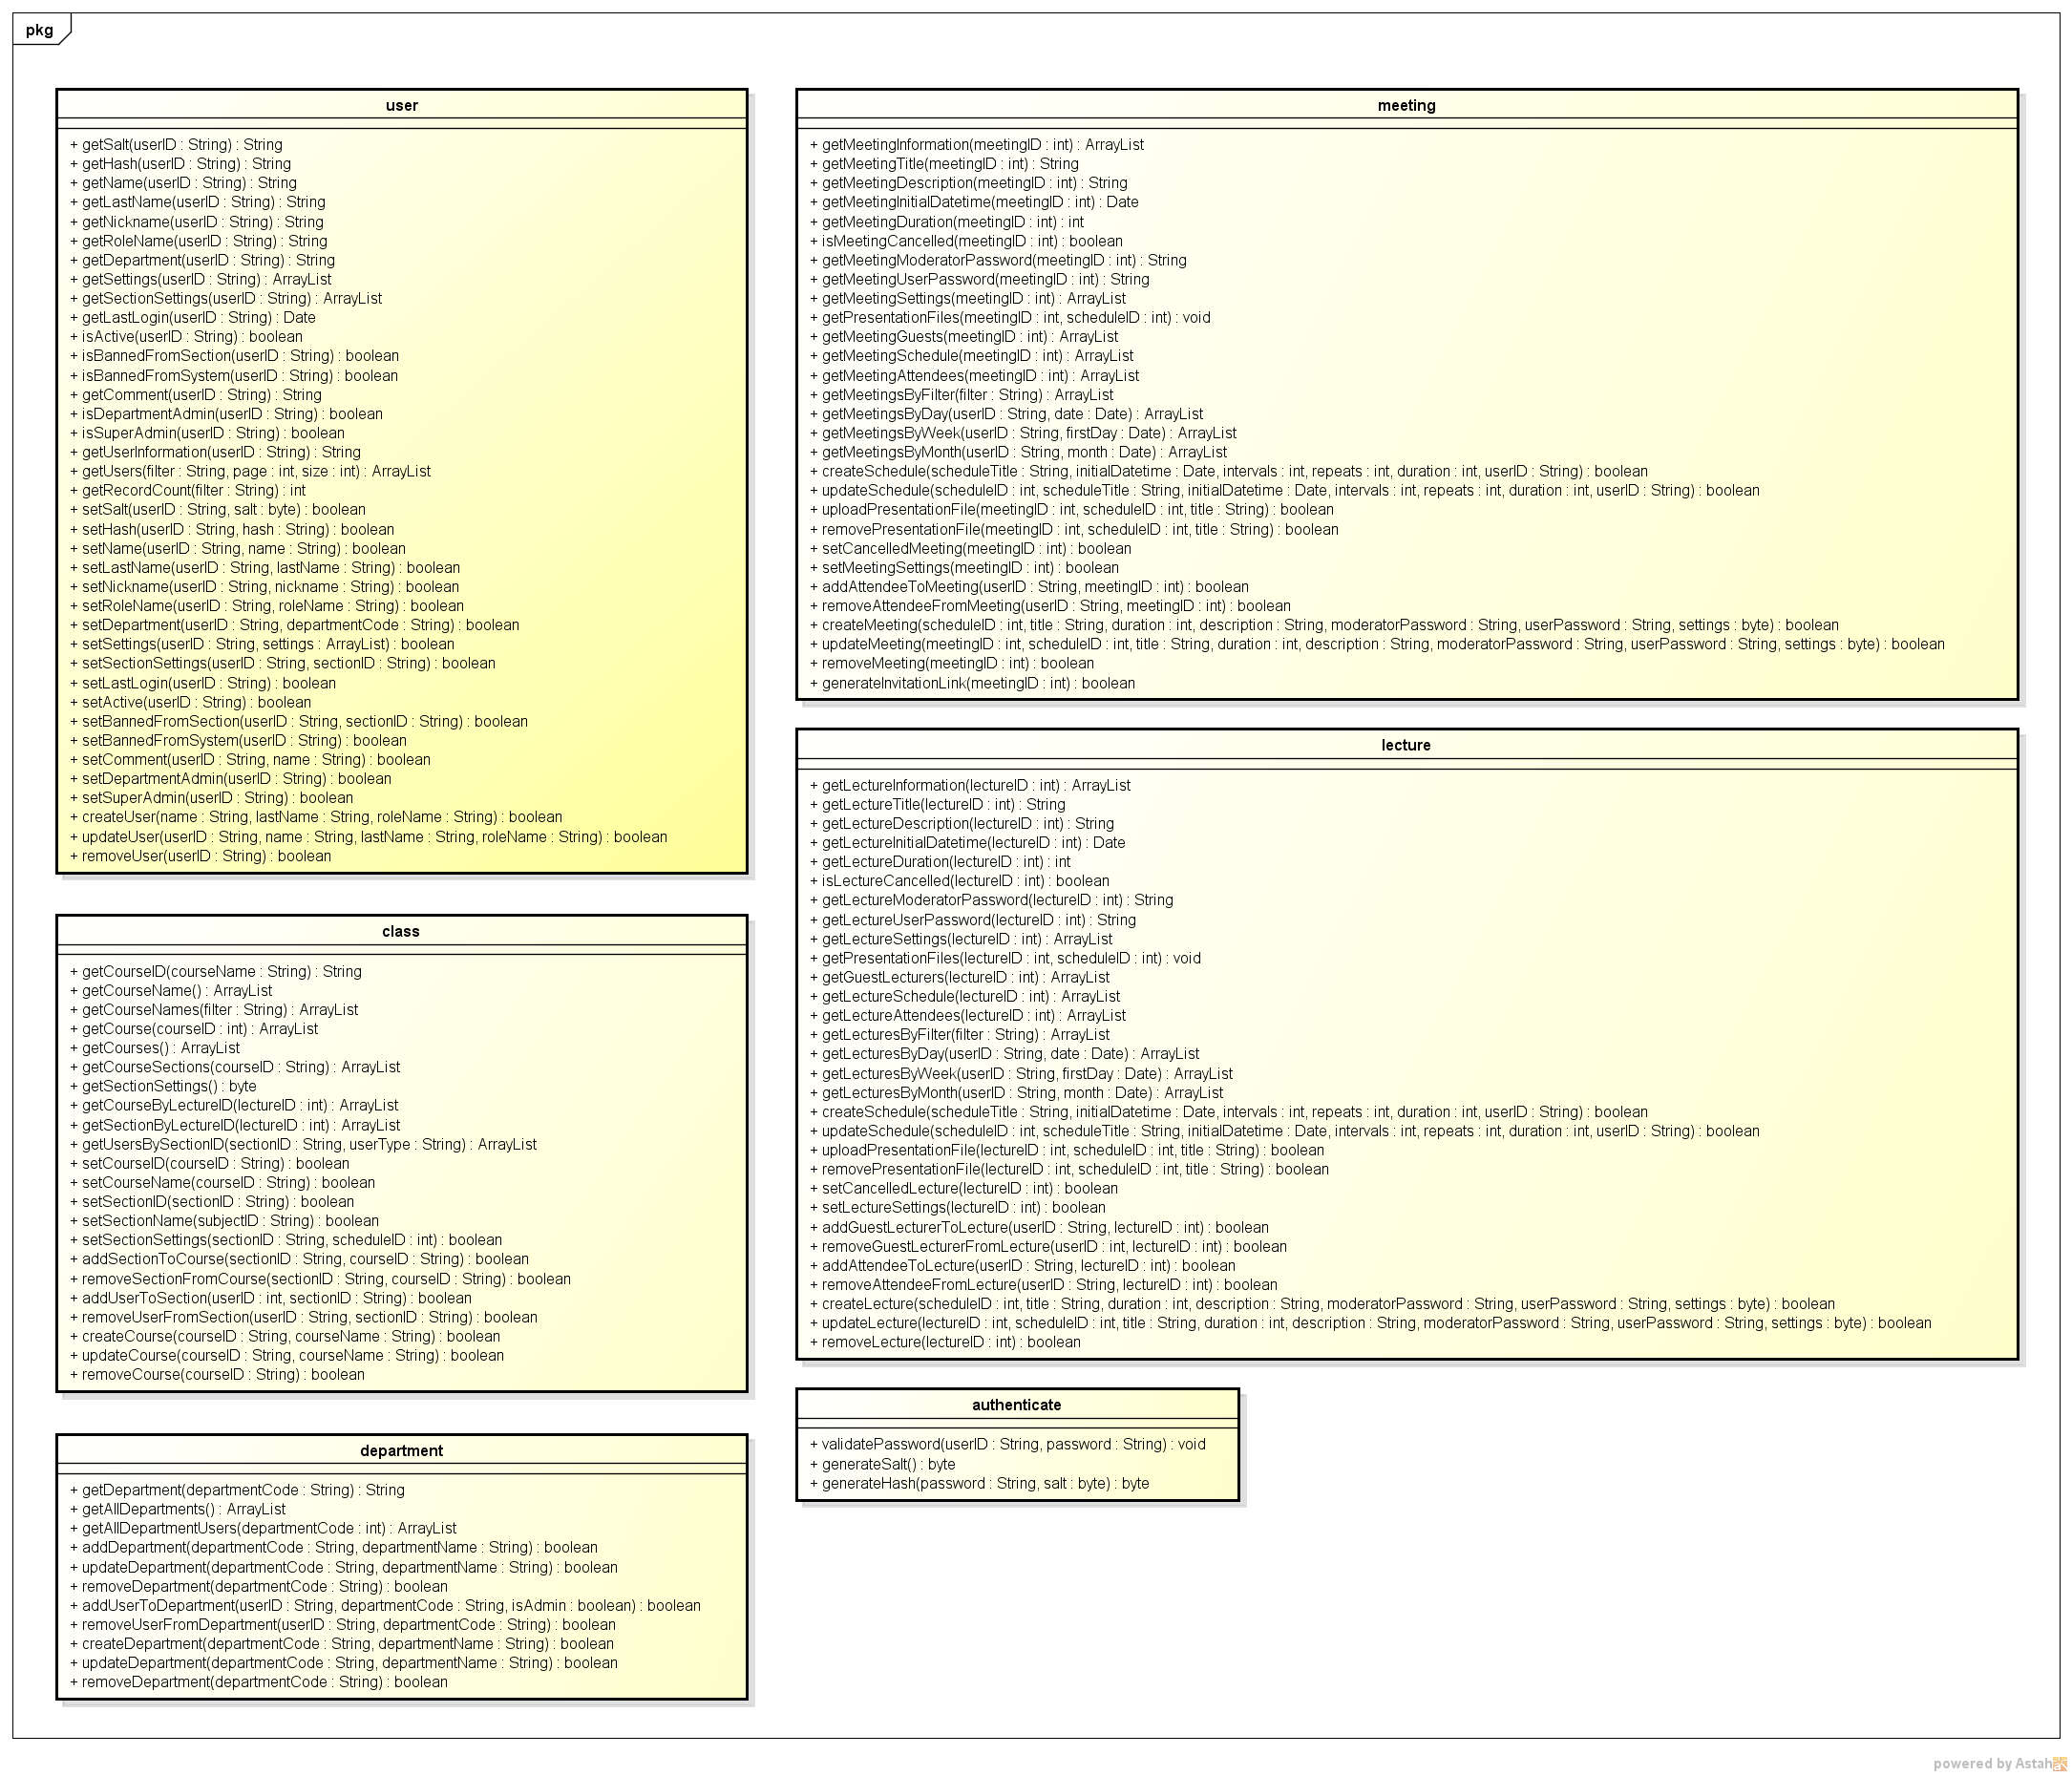 pkg
user
+ getSalt(userID : String) : String
+ getHash(userID : String) : String
+ getName(userID : String) : String
+ getLastName(userID : String) : String
+ getNickname(userID : String) : String
+ getRoleName(userID : String) : String
+ getDepartment(userID : String) : String
+ getSettings(userID : String) : ArrayList
+ getSectionSettings(userID : String) : ArrayList
+ getLastLogin(userID : String) : Date
+ isActive(userID : String) : boolean
+ isBannedFromSection(userID : String) : boolean
+ isBannedFromSystem(userID : String) : boolean
+ getComment(userID : String) : String
+ isDepartmentAdmin(userID : String) : boolean
+ isSuperAdmin(userID : String) : boolean
+ getUserInformation(userID : String) : String
+ getUsers(filter : String, page : int, size : int) : ArrayList
+ getRecordCount(filter : String) : int
+ setSalt(userID : String, salt : byte) : boolean
+ setHash(userID : String, hash : String) : boolean
+ setName(userID : String, name : String) : boolean
+ setLastName(userID : String, lastName : String) : boolean
+ setNickname(userID : String, nickname : String) : boolean
+ setRoleName(userID : String, roleName : String) : boolean
+ setDepartment(userID : String, departmentCode : String) : boolean
+ setSettings(userID : String, settings : ArrayList) : boolean
+ setSectionSettings(userID : String, sectionID : String) : boolean
+ setLastLogin(userID : String) : boolean
+ setActive(userID : String) : boolean
+ setBannedFromSection(userID : String, sectionID : String) : boolean
+ setBannedFromSystem(userID : String) : boolean
+ setComment(userID : String, name : String) : boolean
+ setDepartmentAdmin(userID : String) : boolean
+ setSuperAdmin(userID : String) : boolean
+ createUser(name : String, lastName : String, roleName : String) : boolean
+ updateUser(userID : String, name : String, lastName : String, roleName : String) : boolean
+ removeUser(userID : String) : boolean
class
+ getCourseID(courseName : String) : String
+ getCourseName() : ArrayList
+ getCourseNames(filter : String) : ArrayList
+ getCourse(courseID : int) : ArrayList
+ getCourses() : ArrayList
+ getCourseSections(courseID : String) : ArrayList
+ getSectionSettings() : byte
+ getCourseByLectureID(lectureID : int) : ArrayList
+ getSectionByLectureID(lectureID : int) : ArrayList
+ getUsersBySectionID(sectionID : String, userType : String) : ArrayList
+ setCourseID(courseID : String) : boolean
+ setCourseName(courseID : String) : boolean
+ setSectionID(sectionID : String) : boolean
+ setSectionName(subjectID : String) : boolean
+ setSectionSettings(sectionID : String, scheduleID : int) : boolean
+ addSectionToCourse(sectionID : String, courseID : String) : boolean
+ removeSectionFromCourse(sectionID : String, courseID : String) : boolean
+ addUserToSection(userID : int, sectionID : String) : boolean
+ removeUserFromSection(userID : String, sectionID : String) : boolean
+ createCourse(courseID : String, courseName : String) : boolean
+ updateCourse(courseID : String, courseName : String) : boolean
+ removeCourse(courseID : String) : boolean
department
+ getDepartment(departmentCode : String) : String
+ getAllDepartments() : ArrayList
+ getAllDepartmentUsers(departmentCode : int) : ArrayList
+ addDepartment(departmentCode : String, departmentName : String) : boolean
+ updateDepartment(departmentCode : String, departmentName : String) : boolean
+ removeDepartment(departmentCode : String) : boolean
+ addUserToDepartment(userID : String, departmentCode : String, isAdmin : boolean) : boolean
+ removeUserFromDepartment(userID : String, departmentCode : String) : boolean
+ createDepartment(departmentCode : String, departmentName : String) : boolean
+ updateDepartment(departmentCode : String, departmentName : String) : boolean
+ removeDepartment(departmentCode : String) : boolean
meeting
+ getMeetingInformation(meetingID : int) : ArrayList
+ getMeetingTitle(meetingID : int) : String
+ getMeetingDescription(meetingID : int) : String
+ getMeetingInitialDatetime(meetingID : int) : Date
+ getMeetingDuration(meetingID : int) : int
+ isMeetingCancelled(meetingID : int) : boolean
+ getMeetingModeratorPassword(meetingID : int) : String
+ getMeetingUserPassword(meetingID : int) : String
+ getMeetingSettings(meetingID : int) : ArrayList
+ getPresentationFiles(meetingID : int, scheduleID : int) : void
+ getMeetingGuests(meetingID : int) : ArrayList
+ getMeetingSchedule(meetingID : int) : ArrayList
+ getMeetingAttendees(meetingID : int) : ArrayList
+ getMeetingsByFilter(filter : String) : ArrayList
+ getMeetingsByDay(userID : String, date : Date) : ArrayList
+ getMeetingsByWeek(userID : String, firstDay : Date) : ArrayList
+ getMeetingsByMonth(userID : String, month : Date) : ArrayList
+ createSchedule(scheduleTitle : String, initialDatetime : Date, intervals : int, repeats : int, duration : int, userID : String) : boolean
+ updateSchedule(scheduleID : int, scheduleTitle : String, initialDatetime : Date, intervals : int, repeats : int, duration : int, userID : String) : boolean
+ uploadPresentationFile(meetingID : int, scheduleID : int, title : String) : boolean
+ removePresentationFile(meetingID : int, scheduleID : int, title : String) : boolean
+ setCancelledMeeting(meetingID : int) : boolean
+ setMeetingSettings(meetingID : int) : boolean
+ addAttendeeToMeeting(userID : String, meetingID : int) : boolean
+ removeAttendeeFromMeeting(userID : String, meetingID : int) : boolean
+ createMeeting(scheduleID : int, title : String, duration : int, description : String, moderatorPassword : String, userPassword : String, settings : byte) : boolean
+ updateMeeting(meetingID : int, scheduleID : int, title : String, duration : int, description : String, moderatorPassword : String, userPassword : String, settings : byte) : boolean
+ removeMeeting(meetingID : int) : boolean
+ generateInvitationLink(meetingID : int) : boolean
lecture
+ getLectureInformation(lectureID : int) : ArrayList
+ getLectureTitle(lectureID : int) : String
+ getLectureDescription(lectureID : int) : String
+ getLectureInitialDatetime(lectureID : int) : Date
+ getLectureDuration(lectureID : int) : int
+ isLectureCancelled(lectureID : int) : boolean
+ getLectureModeratorPassword(lectureID : int) : String
+ getLectureUserPassword(lectureID : int) : String
+ getLectureSettings(lectureID : int) : ArrayList
+ getPresentationFiles(lectureID : int, scheduleID : int) : void
+ getGuestLecturers(lectureID : int) : ArrayList
+ getLectureSchedule(lectureID : int) : ArrayList
+ getLectureAttendees(lectureID : int) : ArrayList
+ getLecturesByFilter(filter : String) : ArrayList
+ getLecturesByDay(userID : String, date : Date) : ArrayList
+ getLecturesByWeek(userID : String, firstDay : Date) : ArrayList
+ getLecturesByMonth(userID : String, month : Date) : ArrayList
+ createSchedule(scheduleTitle : String, initialDatetime : Date, intervals : int, repeats : int, duration : int, userID : String) : boolean
+ updateSchedule(scheduleID : int, scheduleTitle : String, initialDatetime : Date, intervals : int, repeats : int, duration : int, userID : String) : boolean
+ uploadPresentationFile(lectureID : int, scheduleID : int, title : String) : boolean
+ removePresentationFile(lectureID : int, scheduleID : int, title : String) : boolean
+ setCancelledLecture(lectureID : int) : boolean
+ setLectureSettings(lectureID : int) : boolean
+ addGuestLecturerToLecture(userID : String, lectureID : int) : boolean
+ removeGuestLecturerFromLecture(userID : int, lectureID : int) : boolean
+ addAttendeeToLecture(userID : String, lectureID : int) : boolean
+ removeAttendeeFromLecture(userID : String, lectureID : int) : boolean
+ createLecture(scheduleID : int, title : String, duration : int, description : String, moderatorPassword : String, userPassword : String, settings : byte) : boolean
+ updateLecture(lectureID : int, scheduleID : int, title : String, duration : int, description : String, moderatorPassword : String, userPassword : String, settings : byte) : boolean
+ removeLecture(lectureID : int) : boolean
authenticate
+ validatePassword(userID : String, password : String) : void
+ generateSalt() : byte
+ generateHash(password : String, salt : byte) : byte
powered by Astah